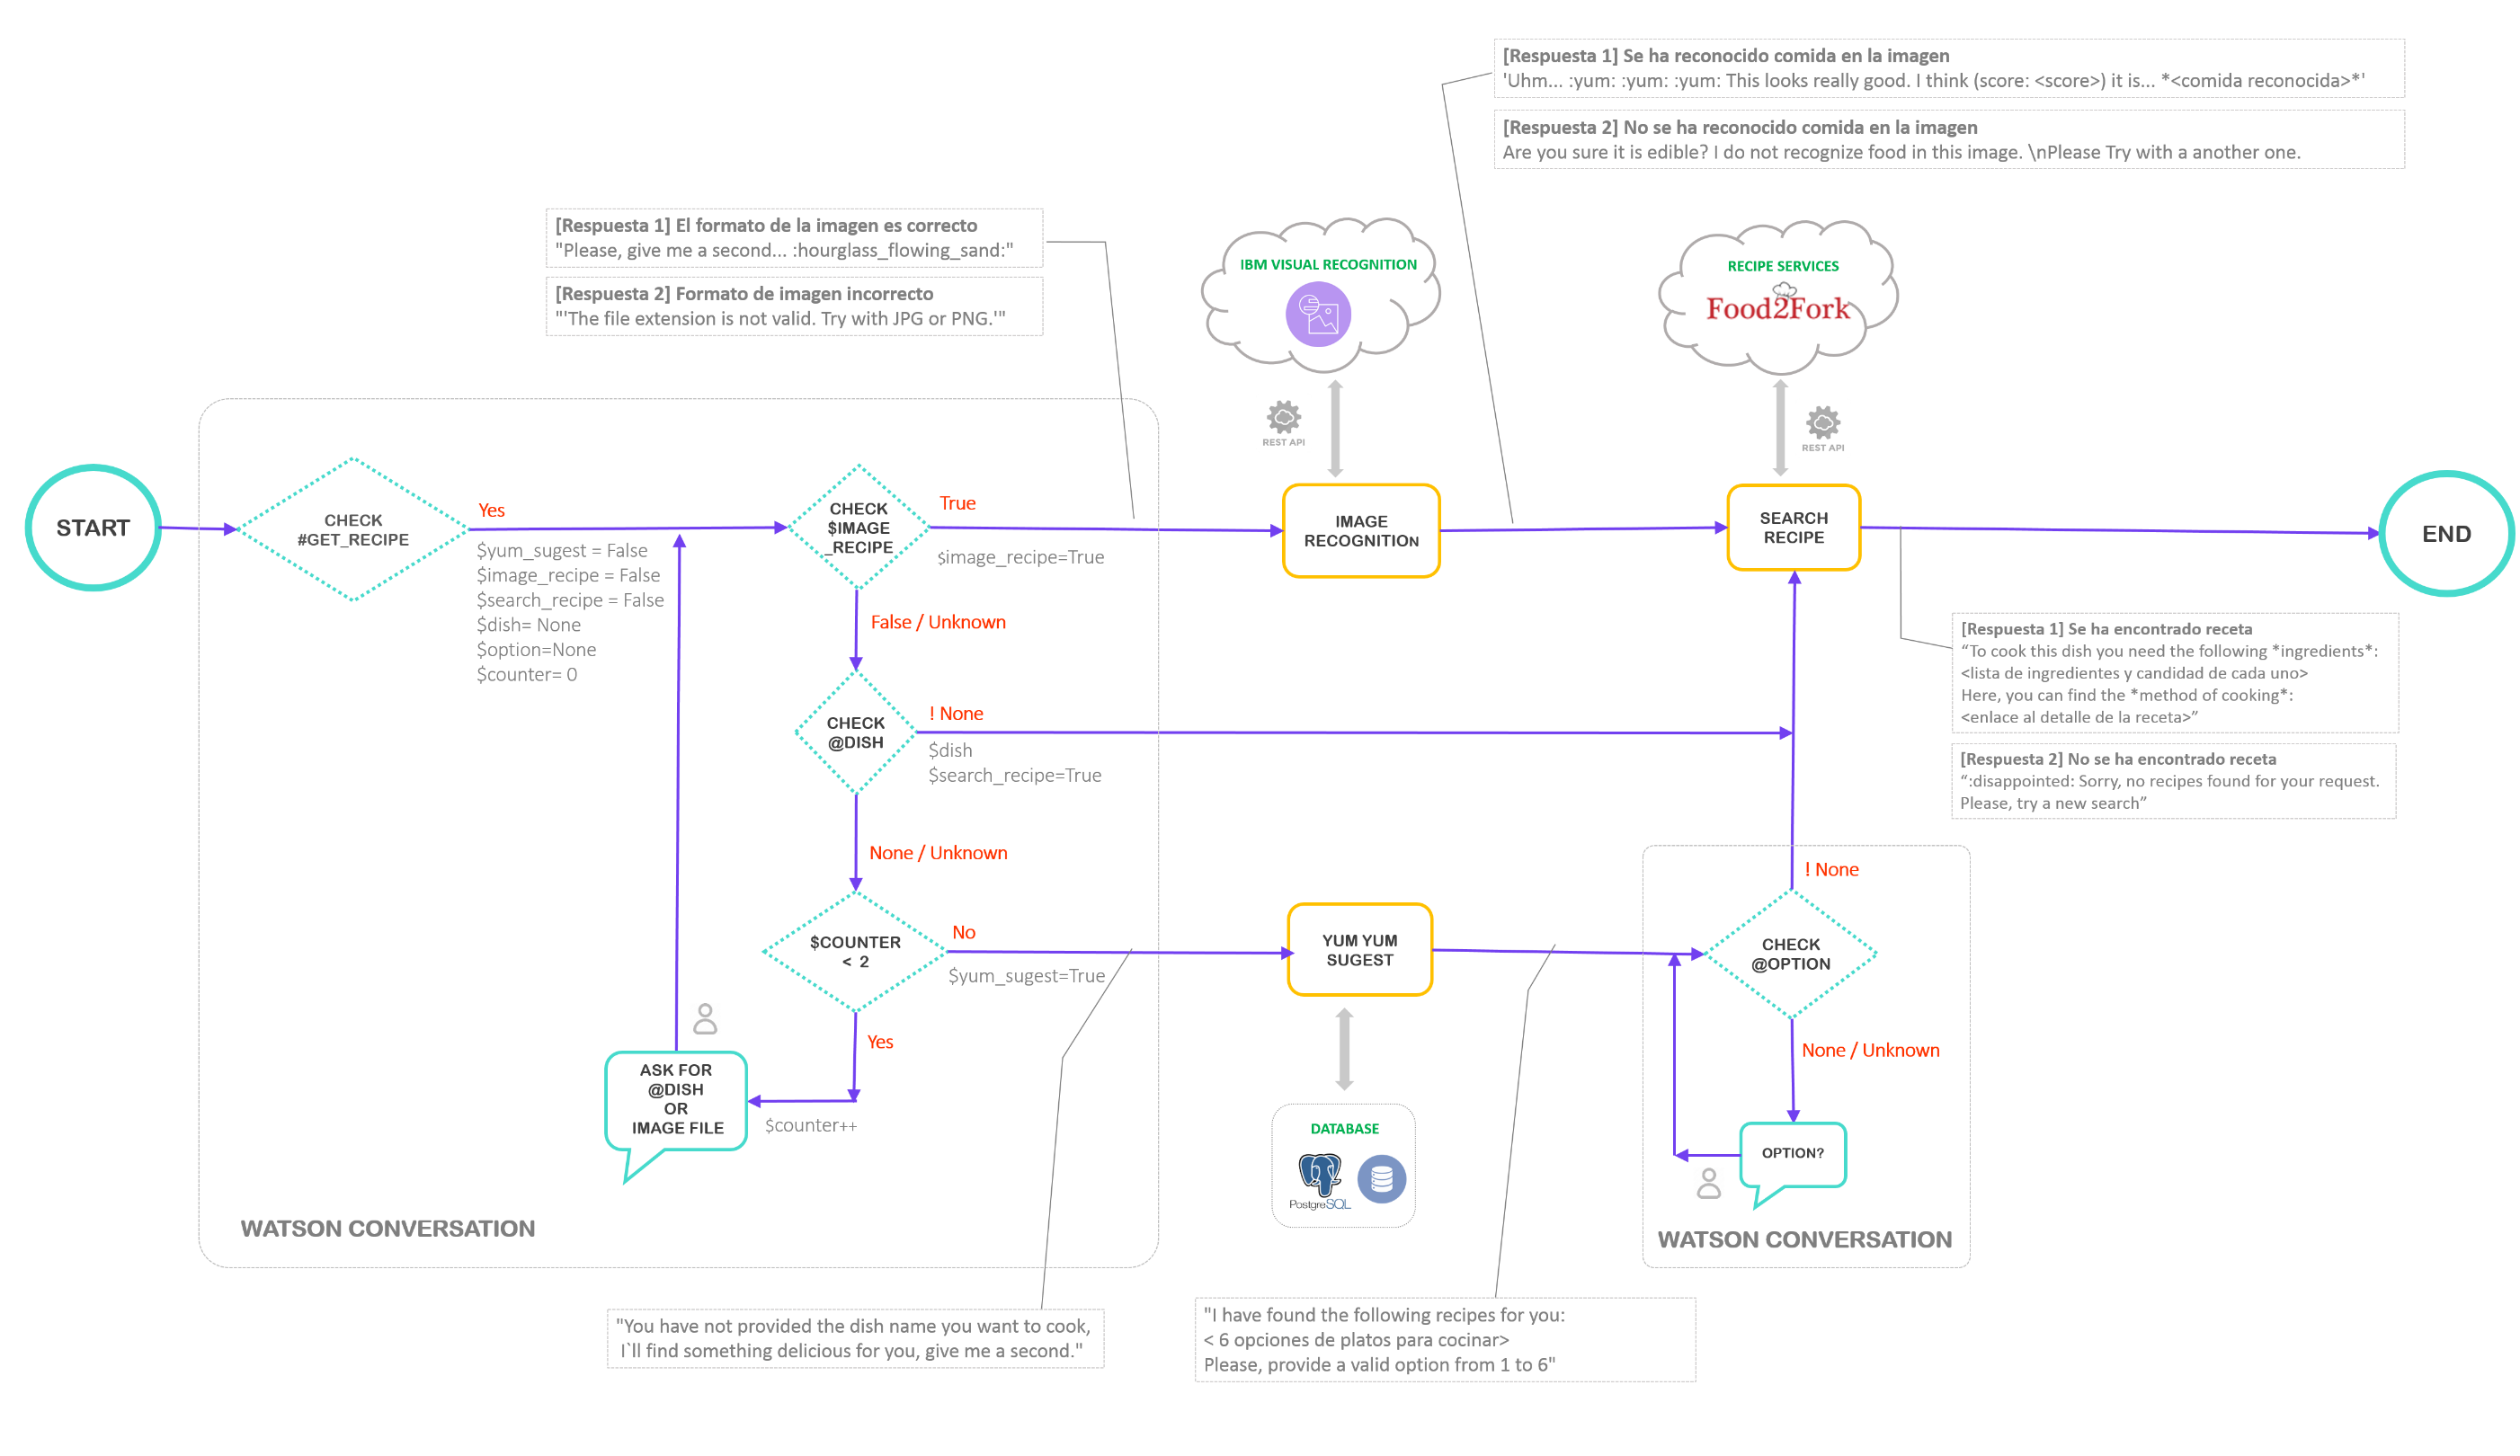 [Respuesta 1] Se ha reconocido comida en la imagen
'Uhm... :yum: :yum: :yum: This looks really good. I think (score: <score>) it is... *<comida reconocida>*'
[Respuesta 2] No se ha reconocido comida en la imagen
Are you sure it is edible? I do not recognize food in this image. \nPlease Try with a another one.
[Respuesta 1] El formato de la imagen es correcto
"Please, give me a second... :hourglass_flowing_sand:"
[Respuesta 2] Formato de imagen incorrecto
"'The file extension is not valid. Try with JPG or PNG.'"
IBM VISUAL RECOGNITION
REST API
RECIPE SERVICES
Food2Fork
REST API
START
CHECK
#GET_RECIPE
Yes
$yum_sugest = False
$image_recipe = False
$search_recipe = False
$dish= None
$option=None
$counter= 0
CHECK
$IMAGE
_RECIPE
True
$image_recipe=True
False / Unknown
IMAGE
RECOGNITION
SEARCH
RECIPE
END
[Respuesta 1] Se ha encontrado receta
“To cook this dish you need the following *ingredients*:
<lista de ingredientes y candidad de cada uno>
Here, you can find the *method of cooking*:
<enlace al detalle de la receta>”
[Respuesta 2] No se ha encontrado receta
“:disappointed: Sorry, no recipes found for your request.
Please, try a new search”
CHECK
@DISH
! None
$dish
$search_recipe=True
None / Unknown
$COUNTER
< 2
No
$yum_sugest=True
Yes
$counter++
ASK FOR
@DISH
OR
IMAGE FILE
WATSON CONVERSATION
YUM YUM
SUGEST
DATABASE
PostgreSQL
! None
CHECK
@OPTION
None / Unknown
OPTION?
WATSON CONVERSATION
"You have not provided the dish name you want to cook,
I`ll find something delicious for you, give me a second."
"I have found the following recipes for you:
< 6 opciones de platos para cocinar>
Please, provide a valid option from 1 to 6"